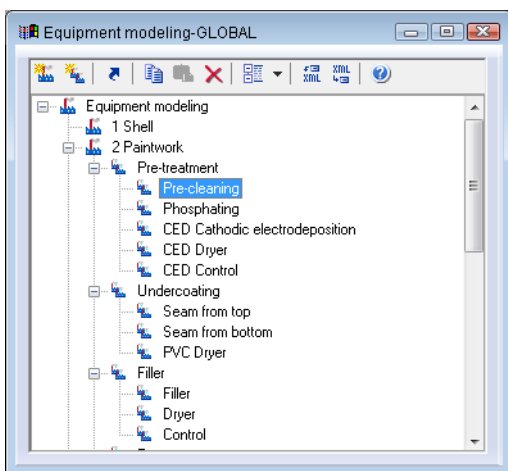 Equipment modeling-GLOBAL
XML XML
Equipment modeling
1 Shell
2 Paintwork
Pre-treatment
Pre-cleaning
Phosphating
CED Cathodic electrodeposition
CED Dryer
CED Control
Undercoating
Seam from top
Seam from bottom
PVC Dryer
Filler
Filler
Dryer
Control